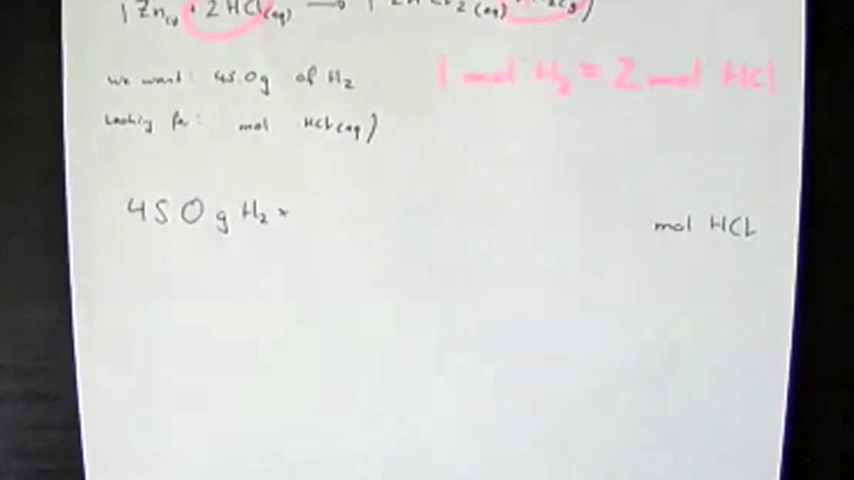 1 Zn(s) + 2 HCl(aq) → 1 ZnCl2 (aq)
we want: 45.0g of H2
1 mol H2 = 2 mol HCl
Looking for: mol HCl(aq)
450 g H2 × mol HCL